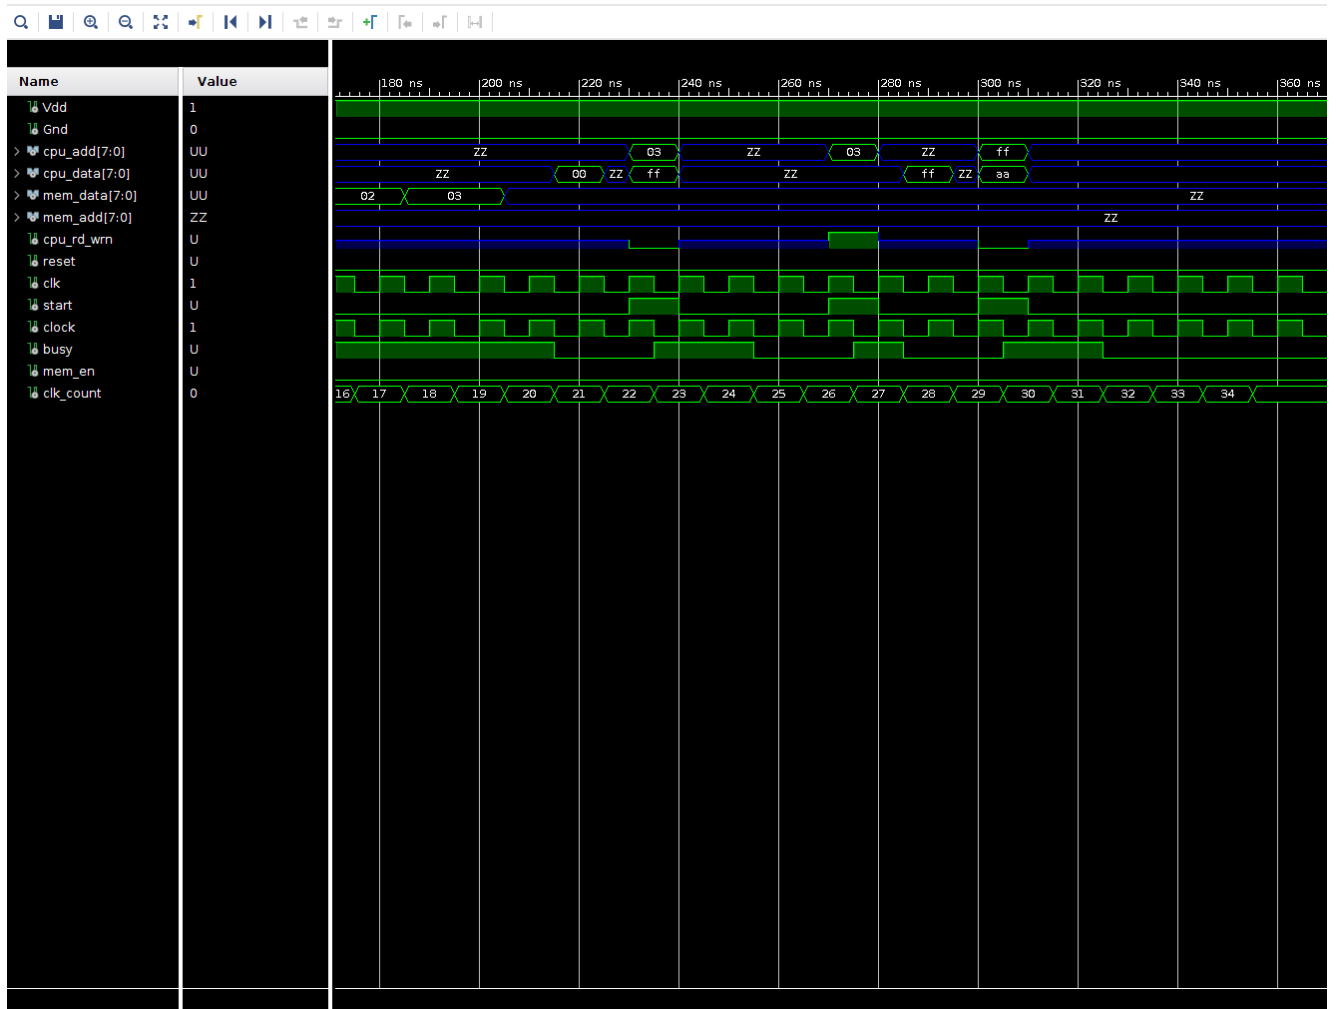 Name Value 180 ns 200 ns 220 ns 240 ns 260 ns 280 ns 300 ns 320 ns 340 ns 360 ns
Vdd 1
Gnd 0
cpu_add[7:0] UU ZZ 03 ZZ 03 ZZ ff
cpu_data[7:0] UU ZZ 00 ZZ ff ZZ ff ZZ aa
mem_data[7:0] UU 02 03 ZZ
mem_add[7:0] ZZ ZZ
cpu_rd_wrn U
reset U
clk 1
start U
clock 1
busy U
mem_en U
clk_count 0 16 17 18 19 20 21 22 23 24 25 26 27 28 29 30 31 32 33 34